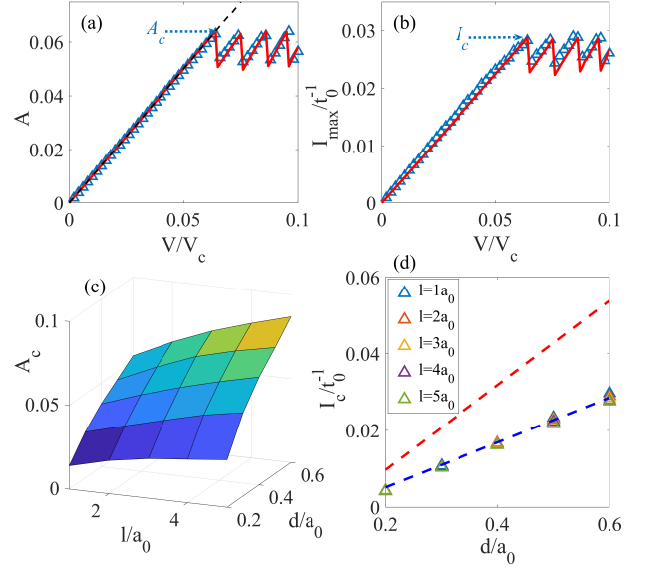 (a)
A_c
0.06
0.04
0.02
0
A
0
0.05
0.1
V/V_c
(b)
I_c
0.03
0.02
0.01
0
I_max/t_0^-1
0
0.05
0.1
V/V_c
(c)
0.1
0.05
0
A_c
2
4
l/a_0
0.2
0.4
0.6
d/a_0
(d)
l=1a_0
l=2a_0
l=3a_0
l=4a_0
l=5a_0
0.06
0.04
0.02
0
I_c/t_0^-1
0.2
0.4
0.6
d/a_0